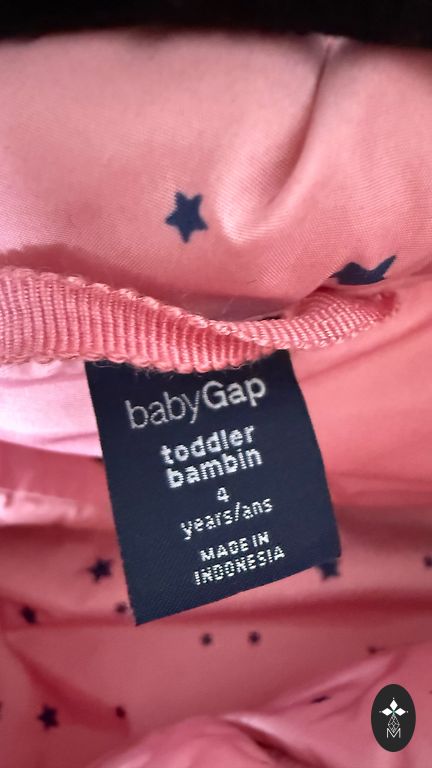 babyGap
toddler
bambin
4
years/ans
MADE IN
INDONESIA
M